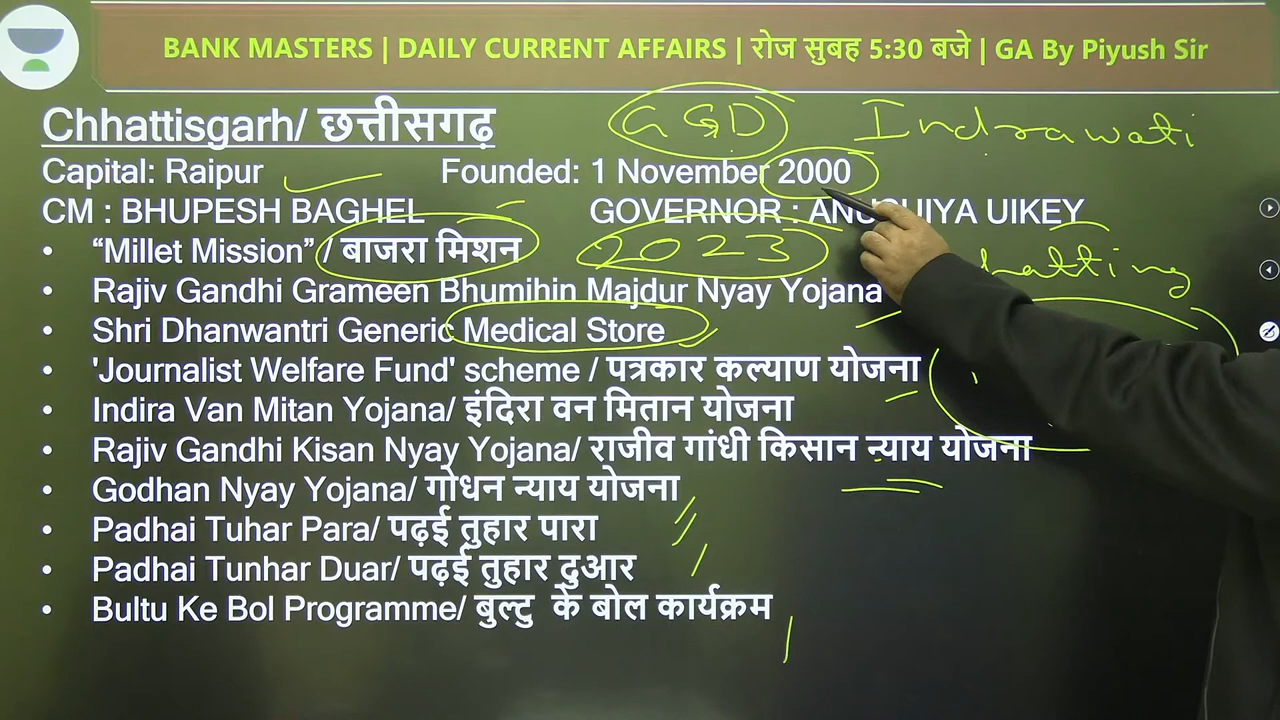 BANK MASTERS | DAILY CURRENT AFFAIRS | रोज सुबह 5:30 बजे | GA By Piyush Sir
Chhattisgarh/ छत्तीसगढ़ GGD Indrawati
Capital: Raipur Founded: 1 November 2000
CM : BHUPESH BAGHEL GOVERNOR : ANUSUIYA UIKEY
• “Millet Mission” / बाजरा मिशन 2023
• Rajiv Gandhi Grameen Bhumihin Majdur Nyay Yojana
• Shri Dhanwantri Generic Medical Store
• 'Journalist Welfare Fund' scheme / पत्रकार कल्याण योजना
• Indira Van Mitan Yojana/ इंदिरा वन मितान योजना
• Rajiv Gandhi Kisan Nyay Yojana/ राजीव गांधी किसान न्याय योजना
• Godhan Nyay Yojana/ गोधन न्याय योजना
• Padhai Tuhar Para/ पढ़ई तुहार पारा
• Padhai Tunhar Duar/ पढ़ई तुहार दुआर
• Bultu Ke Bol Programme/ बुल्टु के बोल कार्यक्रम